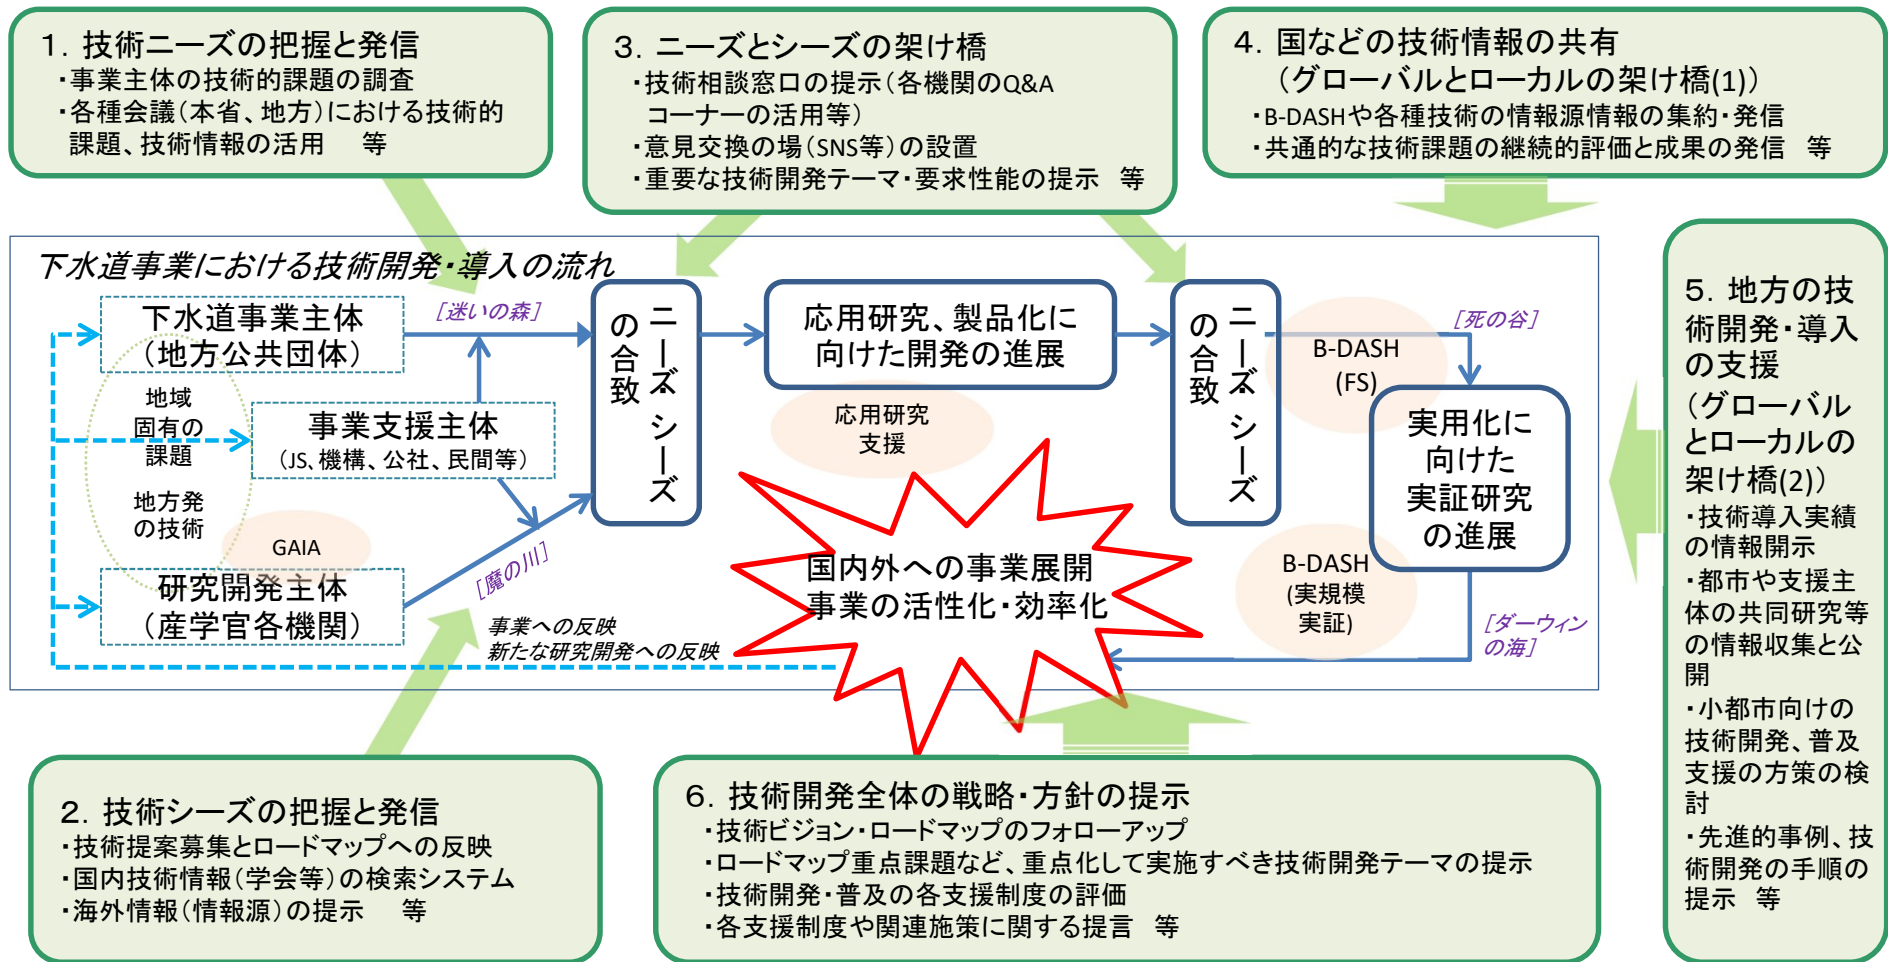 1．技術ニーズの把握と発信
・事業主体の技術的課題の調査
・各種会議（本省、地方）における技術的
課題、技術情報の活用　等
3．ニーズとシーズの架け橋
・技術相談窓口の提示（各機関のQ&A
コーナーの活用等）
・意見交換の場（SNS等）の設置
・重要な技術開発テーマ・要求性能の提示　等
4．国などの技術情報の共有
（グローバルとローカルの架け橋(1)）
・B-DASHや各種技術の情報源情報の集約・発信
・共通的な技術課題の継続的評価と成果の発信　等
下水道事業における技術開発・導入の流れ
下水道事業主体
（地方公共団体）
[迷いの森]
地域
固有の
課題
地方発
の技術
事業支援主体
（JS、機構、公社、民間等）
GAIA
研究開発主体
（産学官各機関）
[魔の川]
ニーズ・シーズ
の合致
応用研究、製品化に
向けた開発の進展
応用研究
支援
ニーズ・シーズ
の合致
B-DASH
(FS)
[死の谷]
実用化に
向けた
実証研究
の進展
B-DASH
(実規模
実証)
[ダーウィン
の海]
国内外への事業展開
事業の活性化・効率化
事業への反映
新たな研究開発への反映
5．地方の技
術開発・導入
の支援
（グローバル
とローカルの
架け橋(2)）
・技術導入実績
の情報開示
・都市や支援主
体の共同研究等
の情報収集と公
開
・小都市向けの
技術開発、普及
支援の方策の検
討
・先進的事例、技
術開発の手順の
提示　等
2．技術シーズの把握と発信
・技術提案募集とロードマップへの反映
・国内技術情報（学会等）の検索システム
・海外情報（情報源）の提示　等
6．技術開発全体の戦略・方針の提示
・技術ビジョン・ロードマップのフォローアップ
・ロードマップ重点課題など、重点化して実施すべき技術開発テーマの提示
・技術開発・普及の各支援制度の評価
・各支援制度や関連施策に関する提言　等